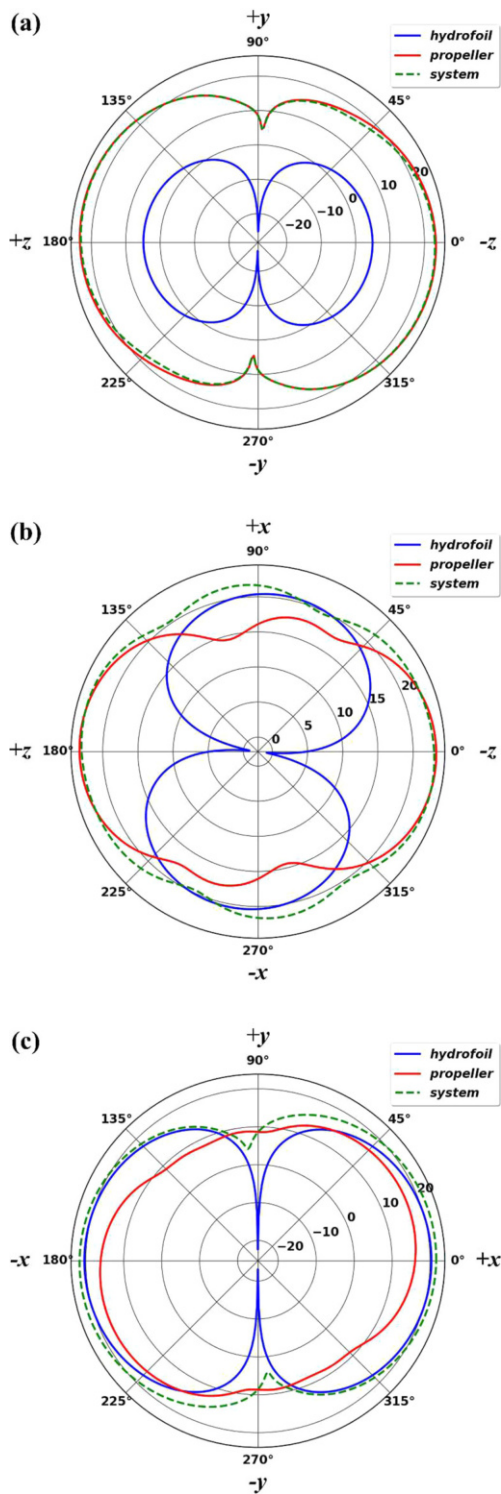 (a)
+y
90°
hydrofoil
propeller
system
135°
45°
20
10
0
−10
−20
+z 180°
0° -z
225°
315°
270°
-y
(b)
+x
90°
hydrofoil
propeller
system
135°
45°
20
15
10
5
0
+z 180°
0° -z
225°
315°
270°
-x
(c)
+y
90°
hydrofoil
propeller
system
135°
45°
20
10
0
−10
−20
-x 180°
0° +x
225°
315°
270°
-y